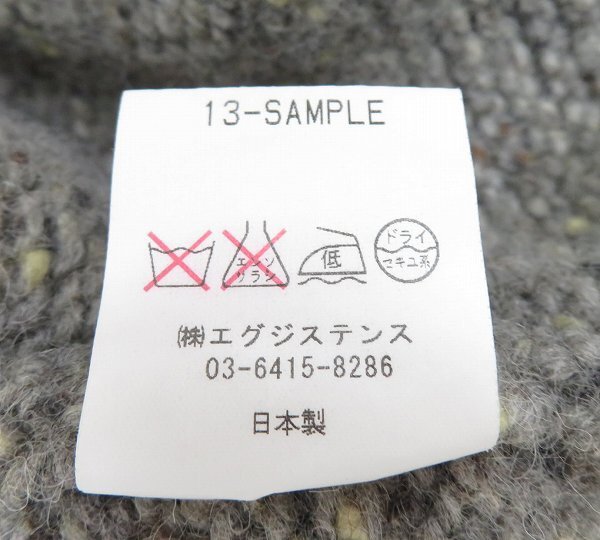 13-SAMPLE
エンソ
サラシ
低
ドライ
セキユ系
㈱エグジステンス
03-6415-8286
日本製